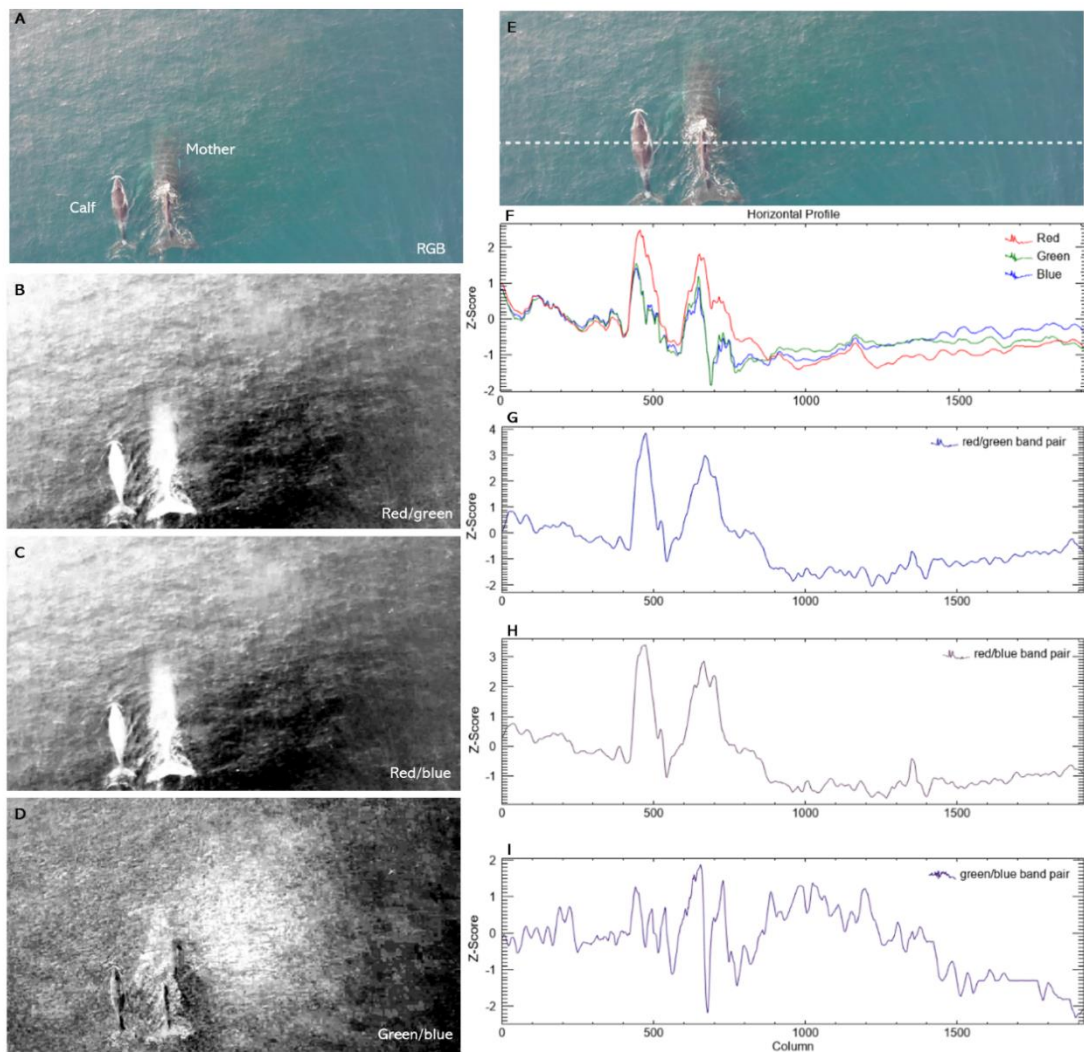 A
Mother
Calf
RGB
B
Red/green
C
Red/blue
D
Green/blue
E
F
Horizontal Profile
Red
Green
Blue
Z-Score
2
1
0
-1
-2
0
500
1000
1500
G
red/green band pair
Z-Score
4
3
2
1
0
-1
-2
0
500
1000
1500
H
red/blue band pair
Z-Score
3
2
1
0
-1
0
500
1000
1500
I
green/blue band pair
Z-Score
2
1
0
-1
-2
0
500
1000
1500
Column